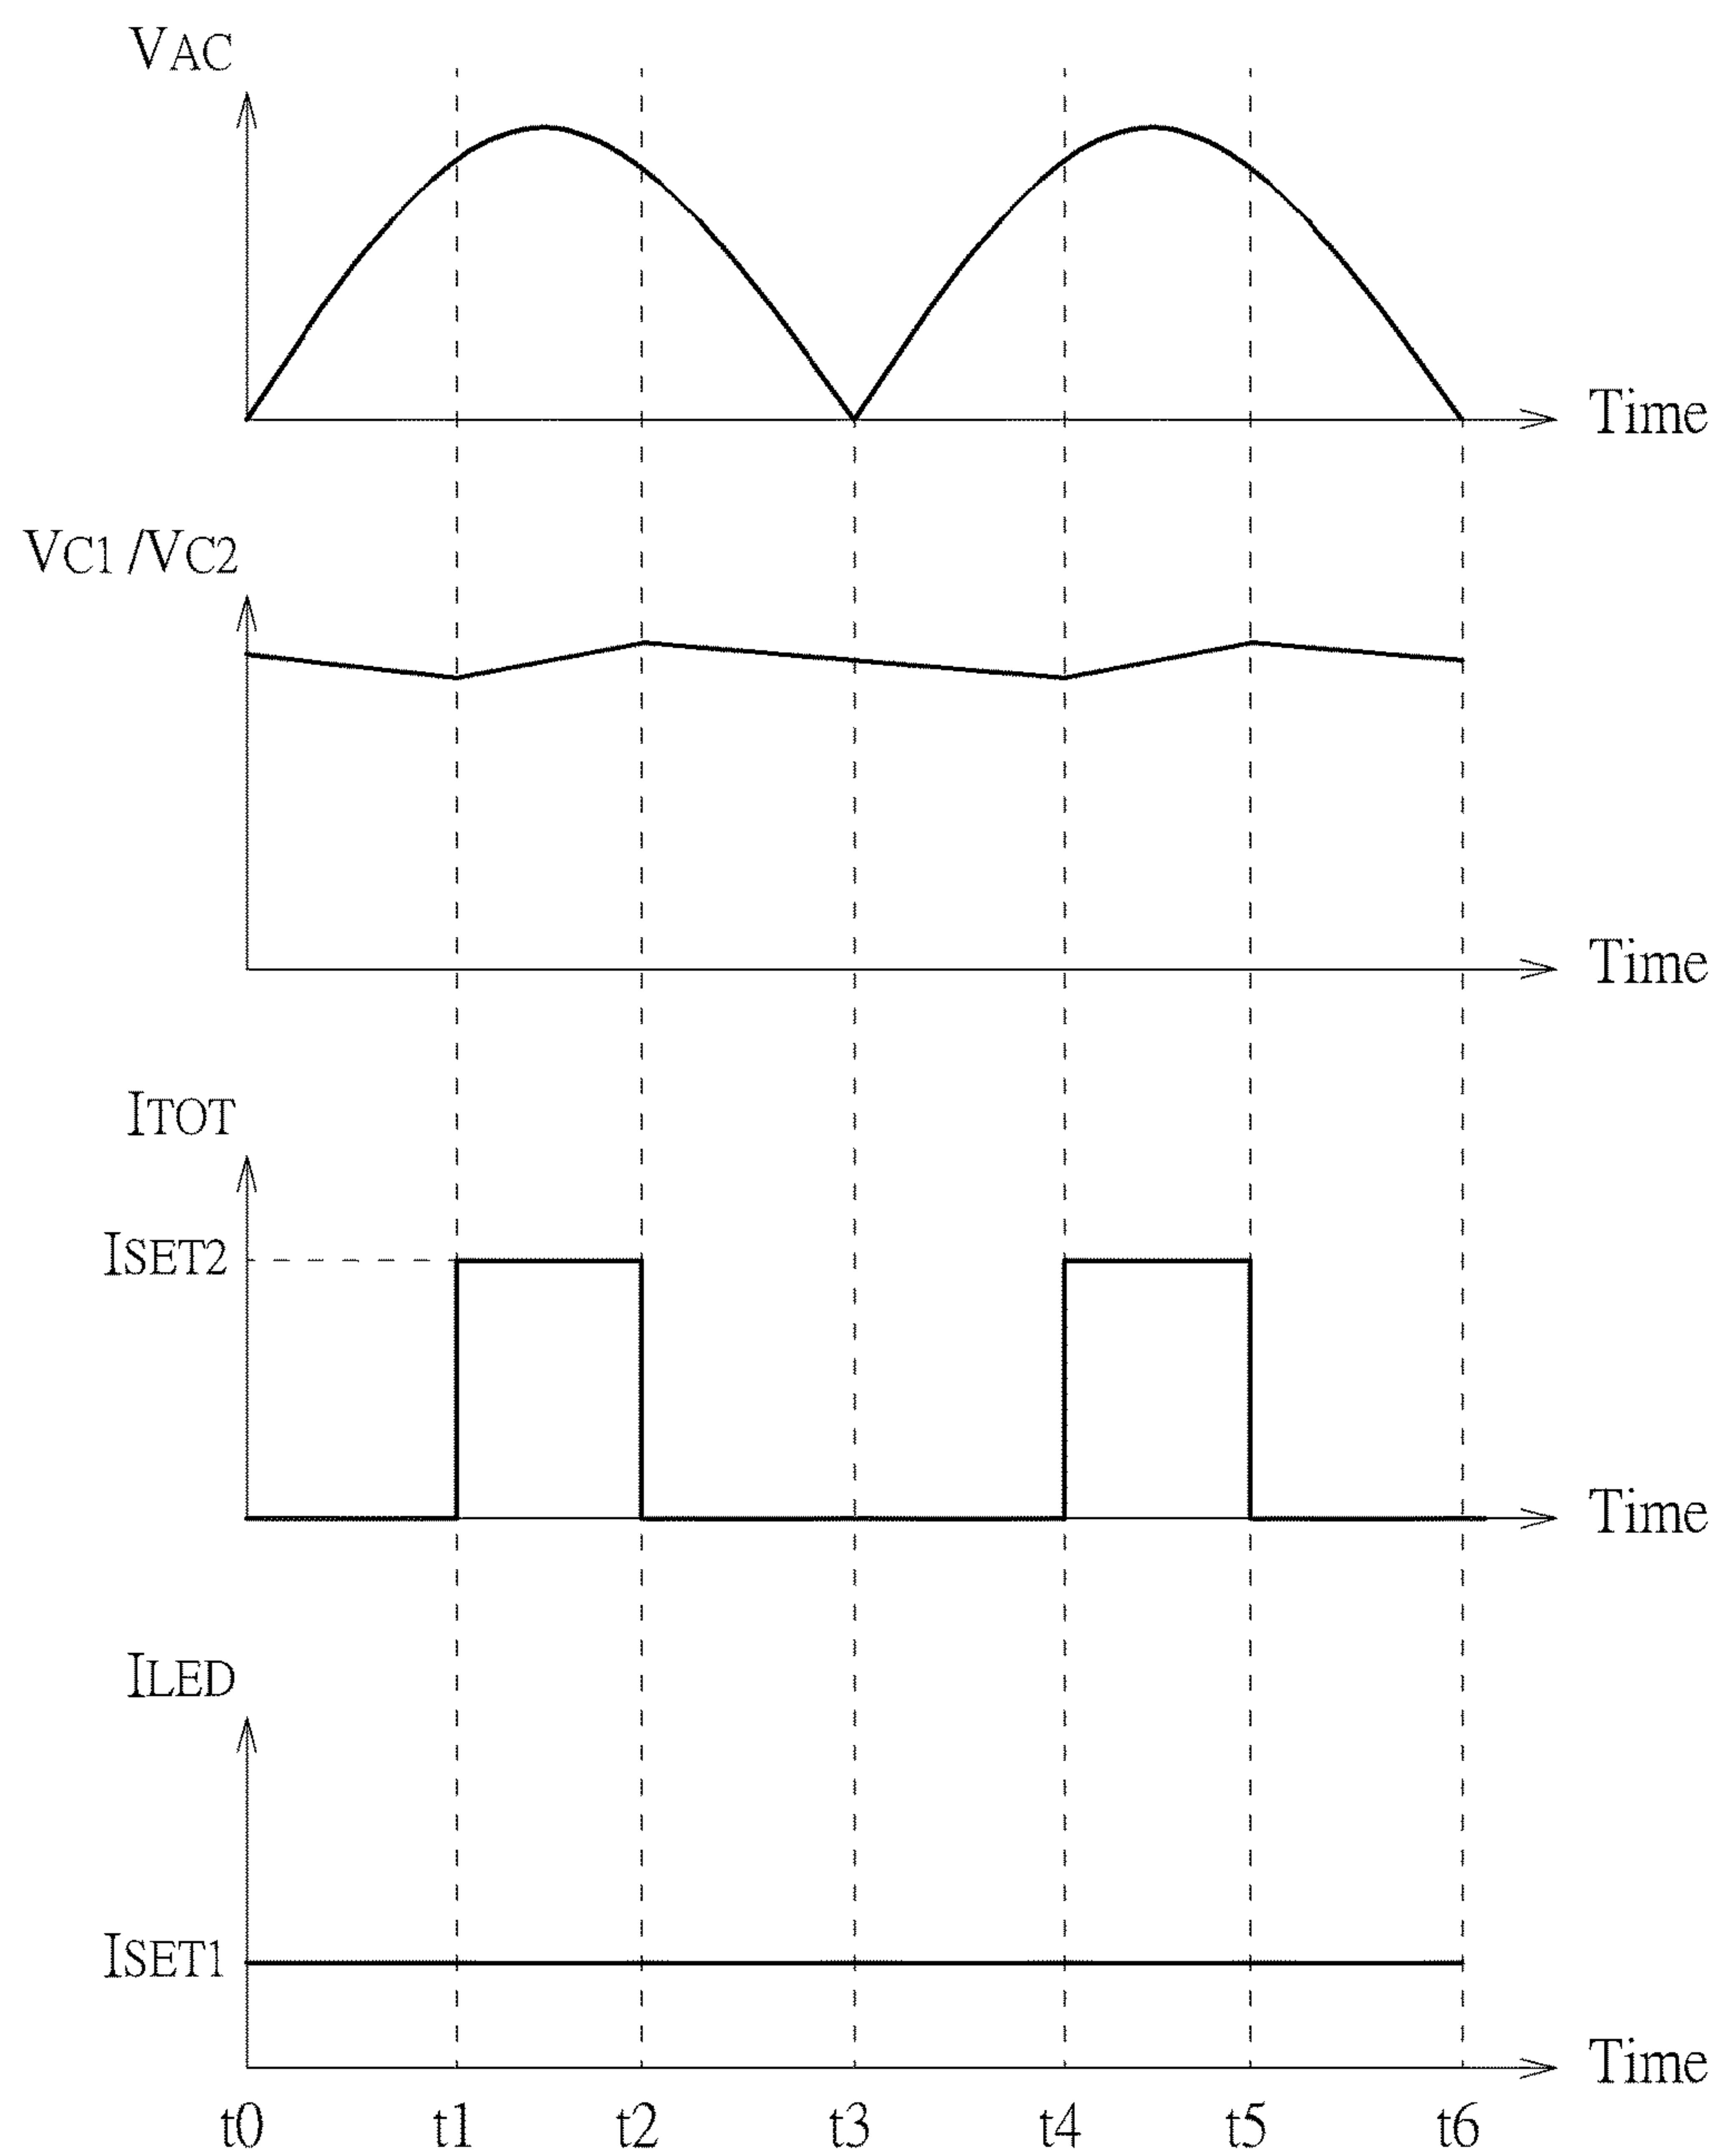 VAC
Time
VC1 /VC2
Time
ITOT
ISET2
Time
ILED
ISET1
Time
t0 t1 t2 t3 t4 t5 t6